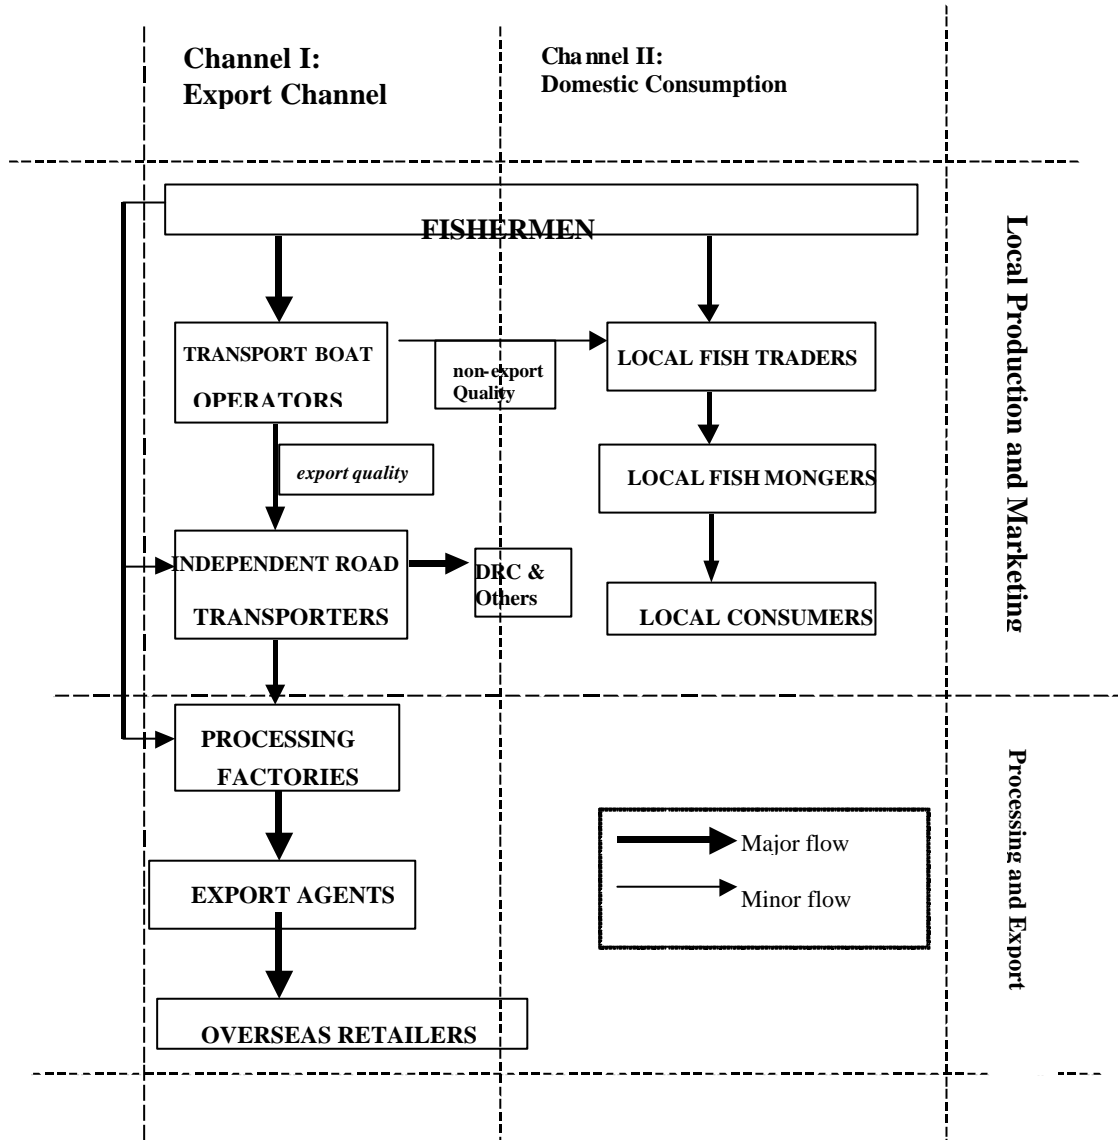 Channel I:
Export Channel
Channel II:
Domestic Consumption
FISHERMEN
TRANSPORT BOAT
OPERATORS
non-export
Quality
LOCAL FISH TRADERS
export quality
LOCAL FISH MONGERS
INDEPENDENT ROAD
TRANSPORTERS
DRC &
Others
LOCAL CONSUMERS
Local Production and Marketing
PROCESSING
FACTORIES
EXPORT AGENTS
OVERSEAS RETAILERS
Major flow
Minor flow
Processing and Export